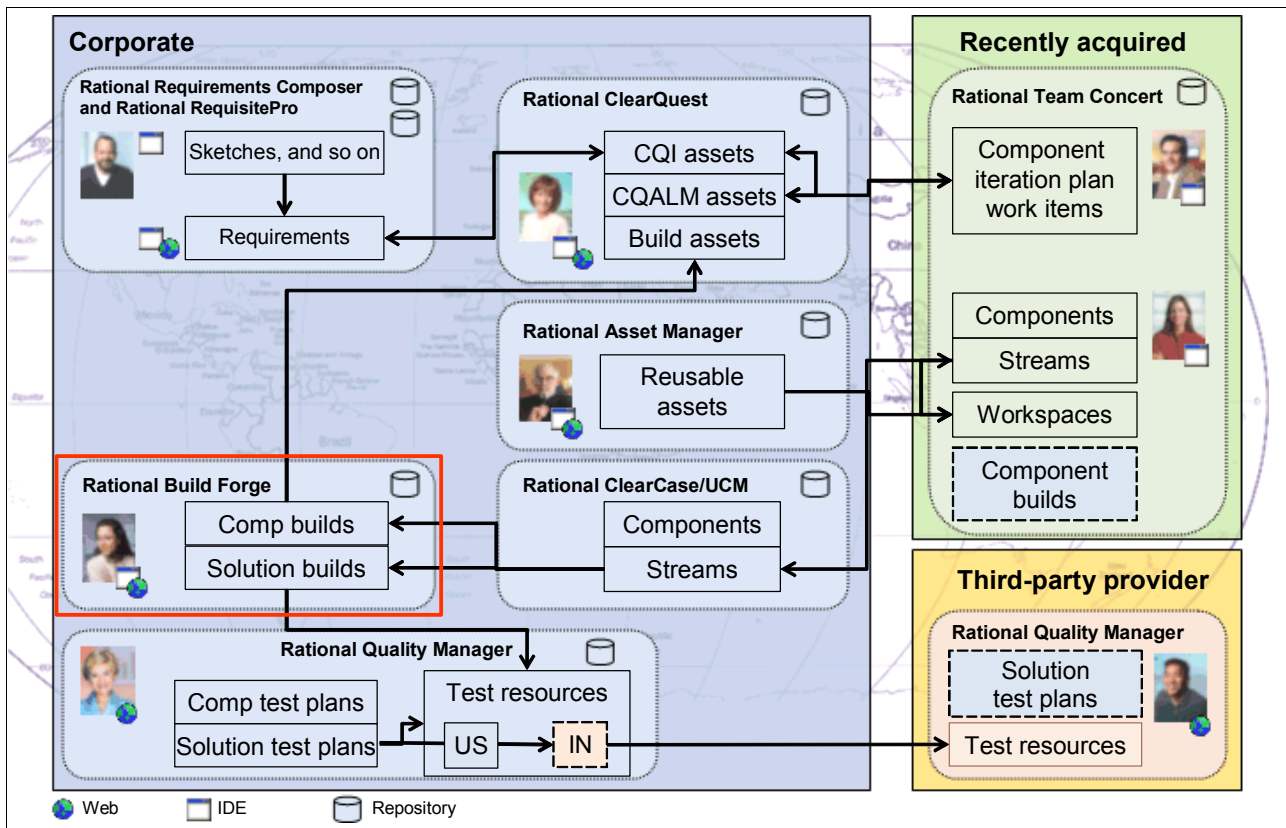 Corporate
Rational Requirements Composer
and Rational RequisitePro
Sketches, and so on
Requirements
Rational ClearQuest
CQI assets
CQALM assets
Build assets
Rational Asset Manager
Reusable
assets
Rational Build Forge
Comp builds
Solution builds
Rational ClearCase/UCM
Components
Streams
Rational Quality Manager
Comp test plans
Solution test plans
Test resources
US
IN
Recently acquired
Rational Team Concert
Component
iteration plan
work items
Components
Streams
Workspaces
Component
builds
Third-party provider
Rational Quality Manager
Solution
test plans
Test resources
Web
IDE
Repository
Brazil
China